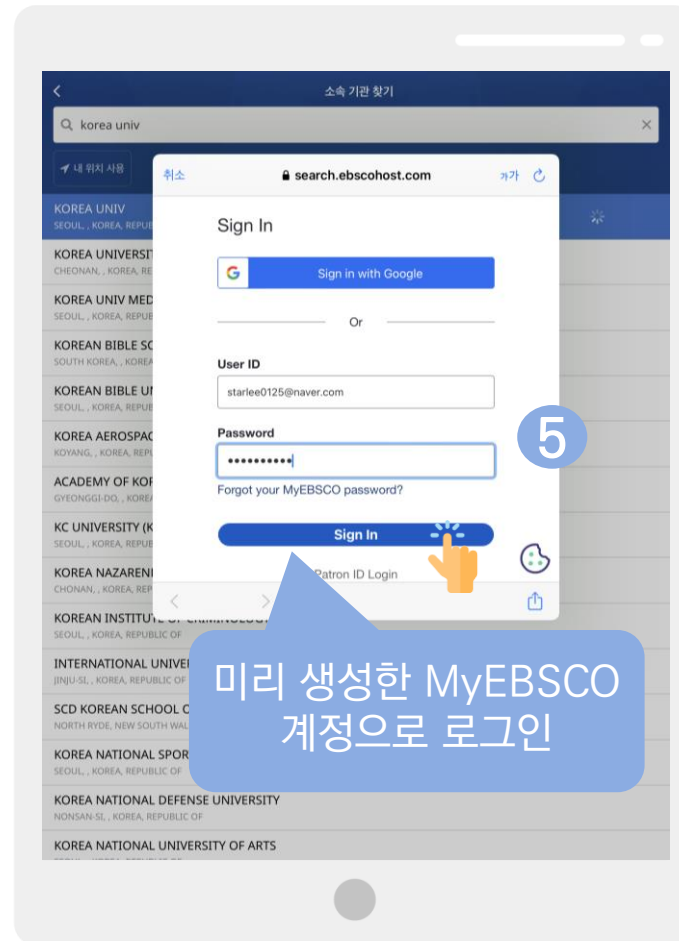 소속 기관 찾기
korea univ
내 위치 사용
취소
search.ebscohost.com
가가
KOREA UNIV
SEOUL, , KOREA, REPUB
Sign In
KOREA UNIVERSIT
CHEONAN, , KOREA, RE
G Sign in with Google
KOREA UNIV MED
SEOUL, , KOREA, REPUB
Or
KOREAN BIBLE SC
SOUTH KOREA, , KOREA
User ID
KOREAN BIBLE UN
SEOUL, , KOREA, REPUB
starlee0125@naver.com
KOREA AEROSPAC
KOYANG, , KOREA, REPU
Password
5
ACADEMY OF KOR
GYEONGGI-DO, , KOREA
Forgot your MyEBSCO password?
KC UNIVERSITY (K
SEOUL, , KOREA, REPUB
Sign In
KOREA NAZARENE
CHONAN, , KOREA, REP
Patron ID Login
KOREAN INSTITUTE OF CRIMINOLOGY
SEOUL, , KOREA, REPUBLIC OF
INTERNATIONAL UNIVE
JINJU-SI, , KOREA, REPUBLIC OF
SCD KOREAN SCHOOL O
NORTH RYDE, NEW SOUTH WAL
미리 생성한 MyEBSCO
계정으로 로그인
KOREA NATIONAL SPOR
SEOUL, , KOREA, REPUBLIC OF
KOREA NATIONAL DEFENSE UNIVERSITY
NONSAN-SI, , KOREA, REPUBLIC OF
KOREA NATIONAL UNIVERSITY OF ARTS